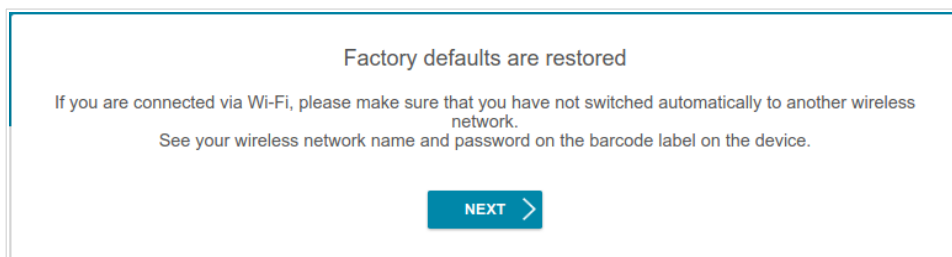 Factory defaults are restored
If you are connected via Wi-Fi, please make sure that you have not switched automatically to another wireless
network.
See your wireless network name and password on the barcode label on the device.
NEXT